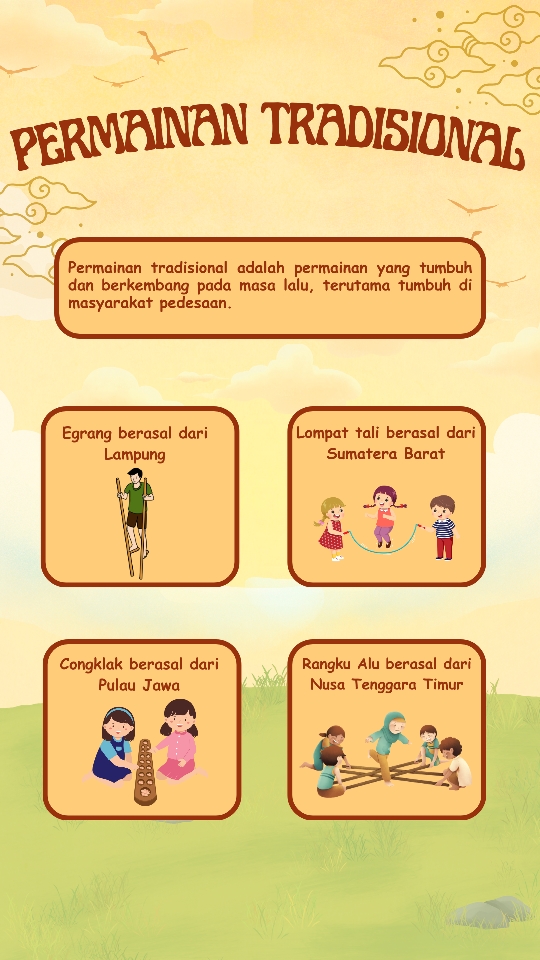 PERMAINAN TRADISIONAL
Permainan tradisional adalah permainan yang tumbuh
dan berkembang pada masa lalu, terutama tumbuh di
masyarakat pedesaan.
Egrang berasal dari
Lampung
Lompat tali berasal dari
Sumatera Barat
Congklak berasal dari
Pulau Jawa
Rangku Alu berasal dari
Nusa Tenggara Timur